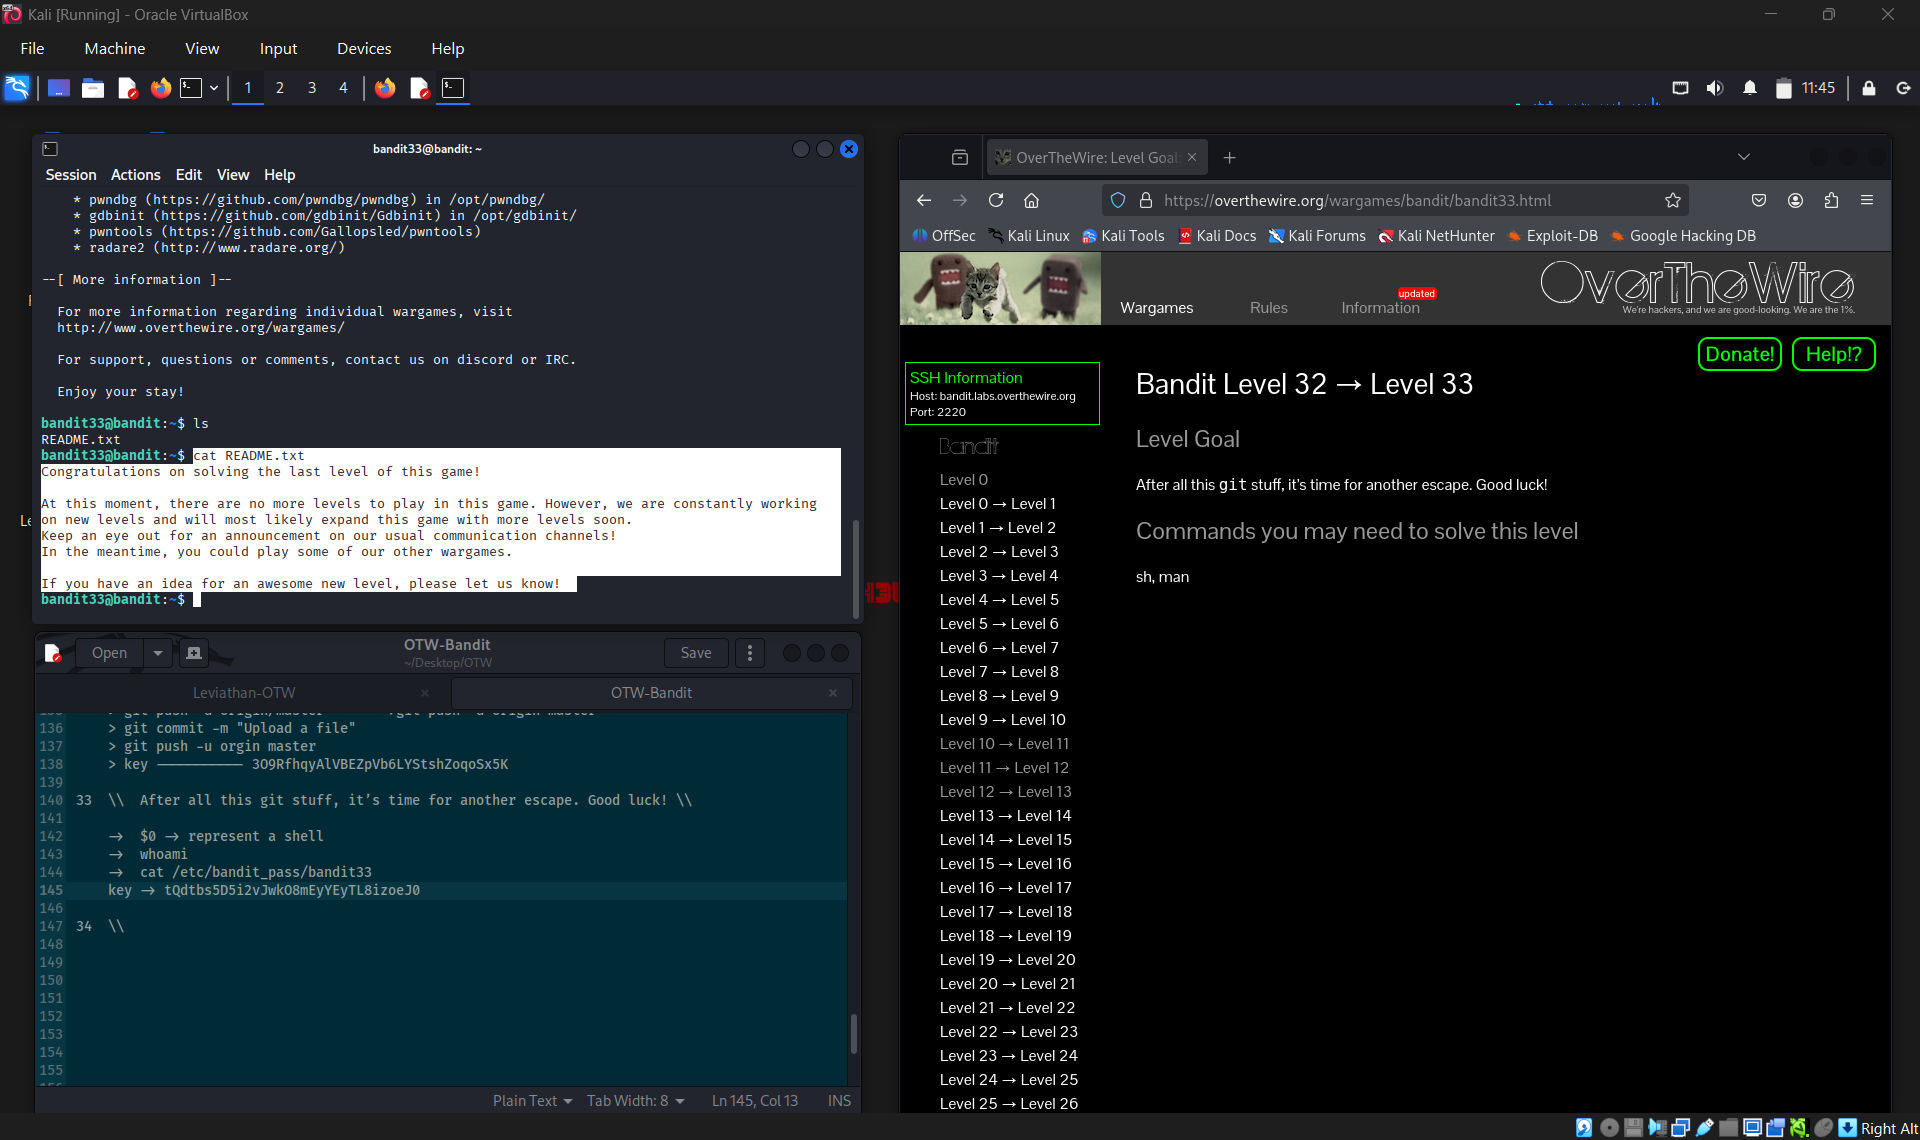 Kali [Running] - Oracle VirtualBox
File Machine View Input Devices Help
1 2 3 4
11:45
bandit33@bandit: ~
Session Actions Edit View Help
* pwndbg (https://github.com/pwndbg/pwndbg) in /opt/pwndbg/
* gdbinit (https://github.com/gdbinit/Gdbinit) in /opt/gdbinit/
* pwntools (https://github.com/Gallopsled/pwntools)
* radare2 (http://www.radare.org/)
--[ More information ]--
For more information regarding individual wargames, visit
http://www.overthewire.org/wargames/
For support, questions or comments, contact us on discord or IRC.
Enjoy your stay!
bandit33@bandit:~$ ls
README.txt
bandit33@bandit:~$ cat README.txt
Congratulations on solving the last level of this game!
At this moment, there are no more levels to play in this game. However, we are constantly working
on new levels and will most likely expand this game with more levels soon.
Keep an eye out for an announcement on our usual communication channels!
In the meantime, you could play some of our other wargames.
If you have an idea for an awesome new level, please let us know!
bandit33@bandit:~$
Open
OTW-Bandit
~/Desktop/OTW
Save
Leviathan-OTW
OTW-Bandit
136 > git commit -m "Upload a file"
137 > git push -u orgin master
138 > key ——————— 3O9RfhqyAlVBEZpVb6LYStshZoqoSx5K
139
140 33 \\ After all this git stuff, it's time for another escape. Good luck! \\
141
142 → $0 → represent a shell
143 → whoami
144 → cat /etc/bandit_pass/bandit33
145 key → tQdtbs5D5i2vJwkO8mEyYEyTL8izoeJ0
146
147 34 \\
148
149
150
151
152
153
154
155
Plain Text Tab Width: 8 Ln 145, Col 13 INS
OverTheWire: Level Goal
https://overthewire.org/wargames/bandit/bandit33.html
OffSec Kali Linux Kali Tools Kali Docs Kali Forums Kali NetHunter Exploit-DB Google Hacking DB
Wargames Rules Information updated
OverTheWire
We're hackers, and we are good-looking. We are the 1%.
Donate! Help!?
SSH Information
Host: bandit.labs.overthewire.org
Port: 2220
Bandit
Level 0
Level 0 → Level 1
Level 1 → Level 2
Level 2 → Level 3
Level 3 → Level 4
Level 4 → Level 5
Level 5 → Level 6
Level 6 → Level 7
Level 7 → Level 8
Level 8 → Level 9
Level 9 → Level 10
Level 10 → Level 11
Level 11 → Level 12
Level 12 → Level 13
Level 13 → Level 14
Level 14 → Level 15
Level 15 → Level 16
Level 16 → Level 17
Level 17 → Level 18
Level 18 → Level 19
Level 19 → Level 20
Level 20 → Level 21
Level 21 → Level 22
Level 22 → Level 23
Level 23 → Level 24
Level 24 → Level 25
Level 25 → Level 26
Bandit Level 32 → Level 33
Level Goal
After all this git stuff, it's time for another escape. Good luck!
Commands you may need to solve this level
sh, man
Right Alt